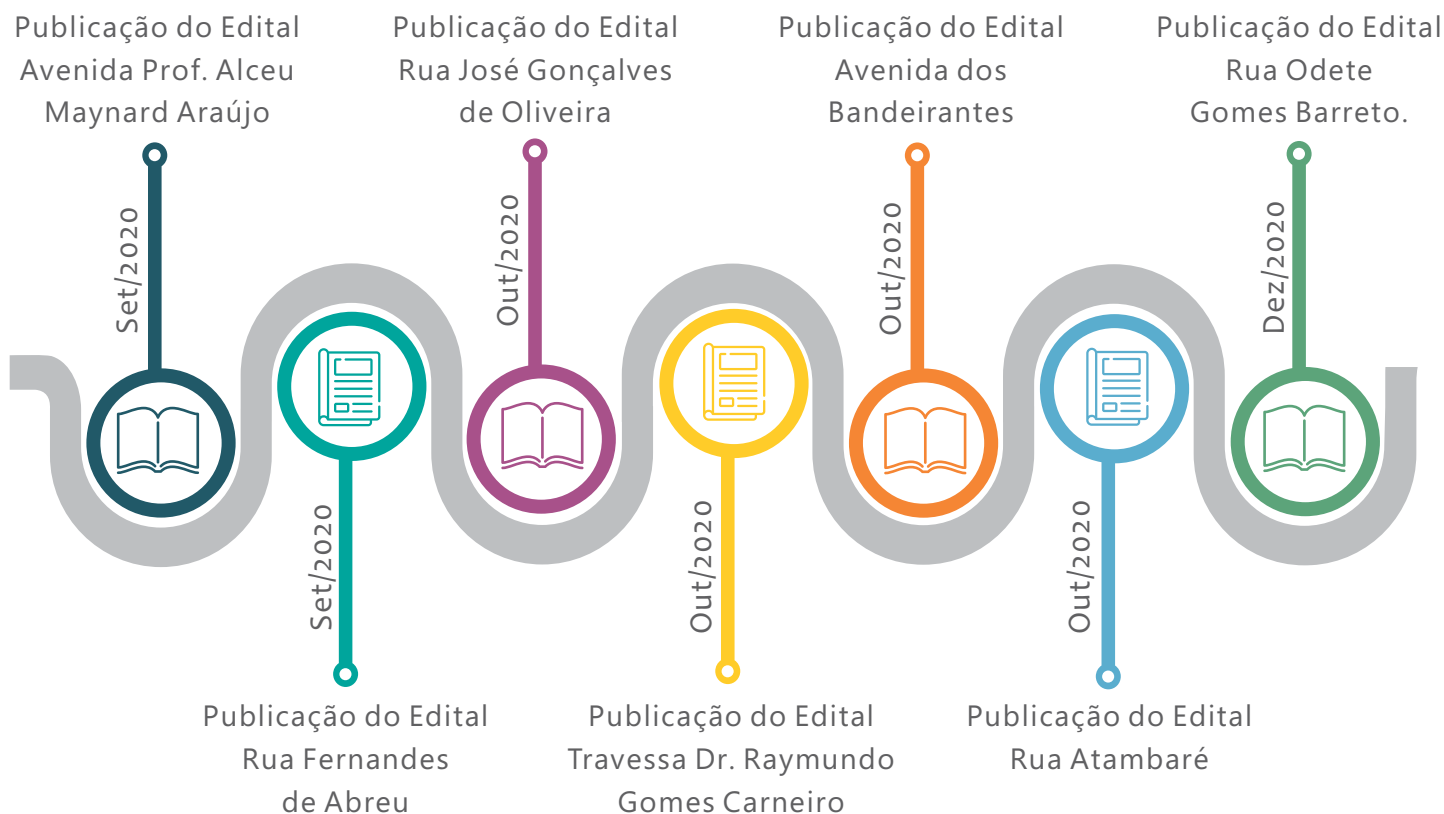 Publicação do Edital
Avenida Prof. Alceu
Maynard Araújo
Set/2020
Publicação do Edital
Rua Fernandes
de Abreu
Set/2020
Publicação do Edital
Rua José Gonçalves
de Oliveira
Out/2020
Publicação do Edital
Travessa Dr. Raymundo
Gomes Carneiro
Out/2020
Publicação do Edital
Avenida dos
Bandeirantes
Out/2020
Publicação do Edital
Rua Atambaré
Out/2020
Publicação do Edital
Rua Odete
Gomes Barreto.
Dez/2020